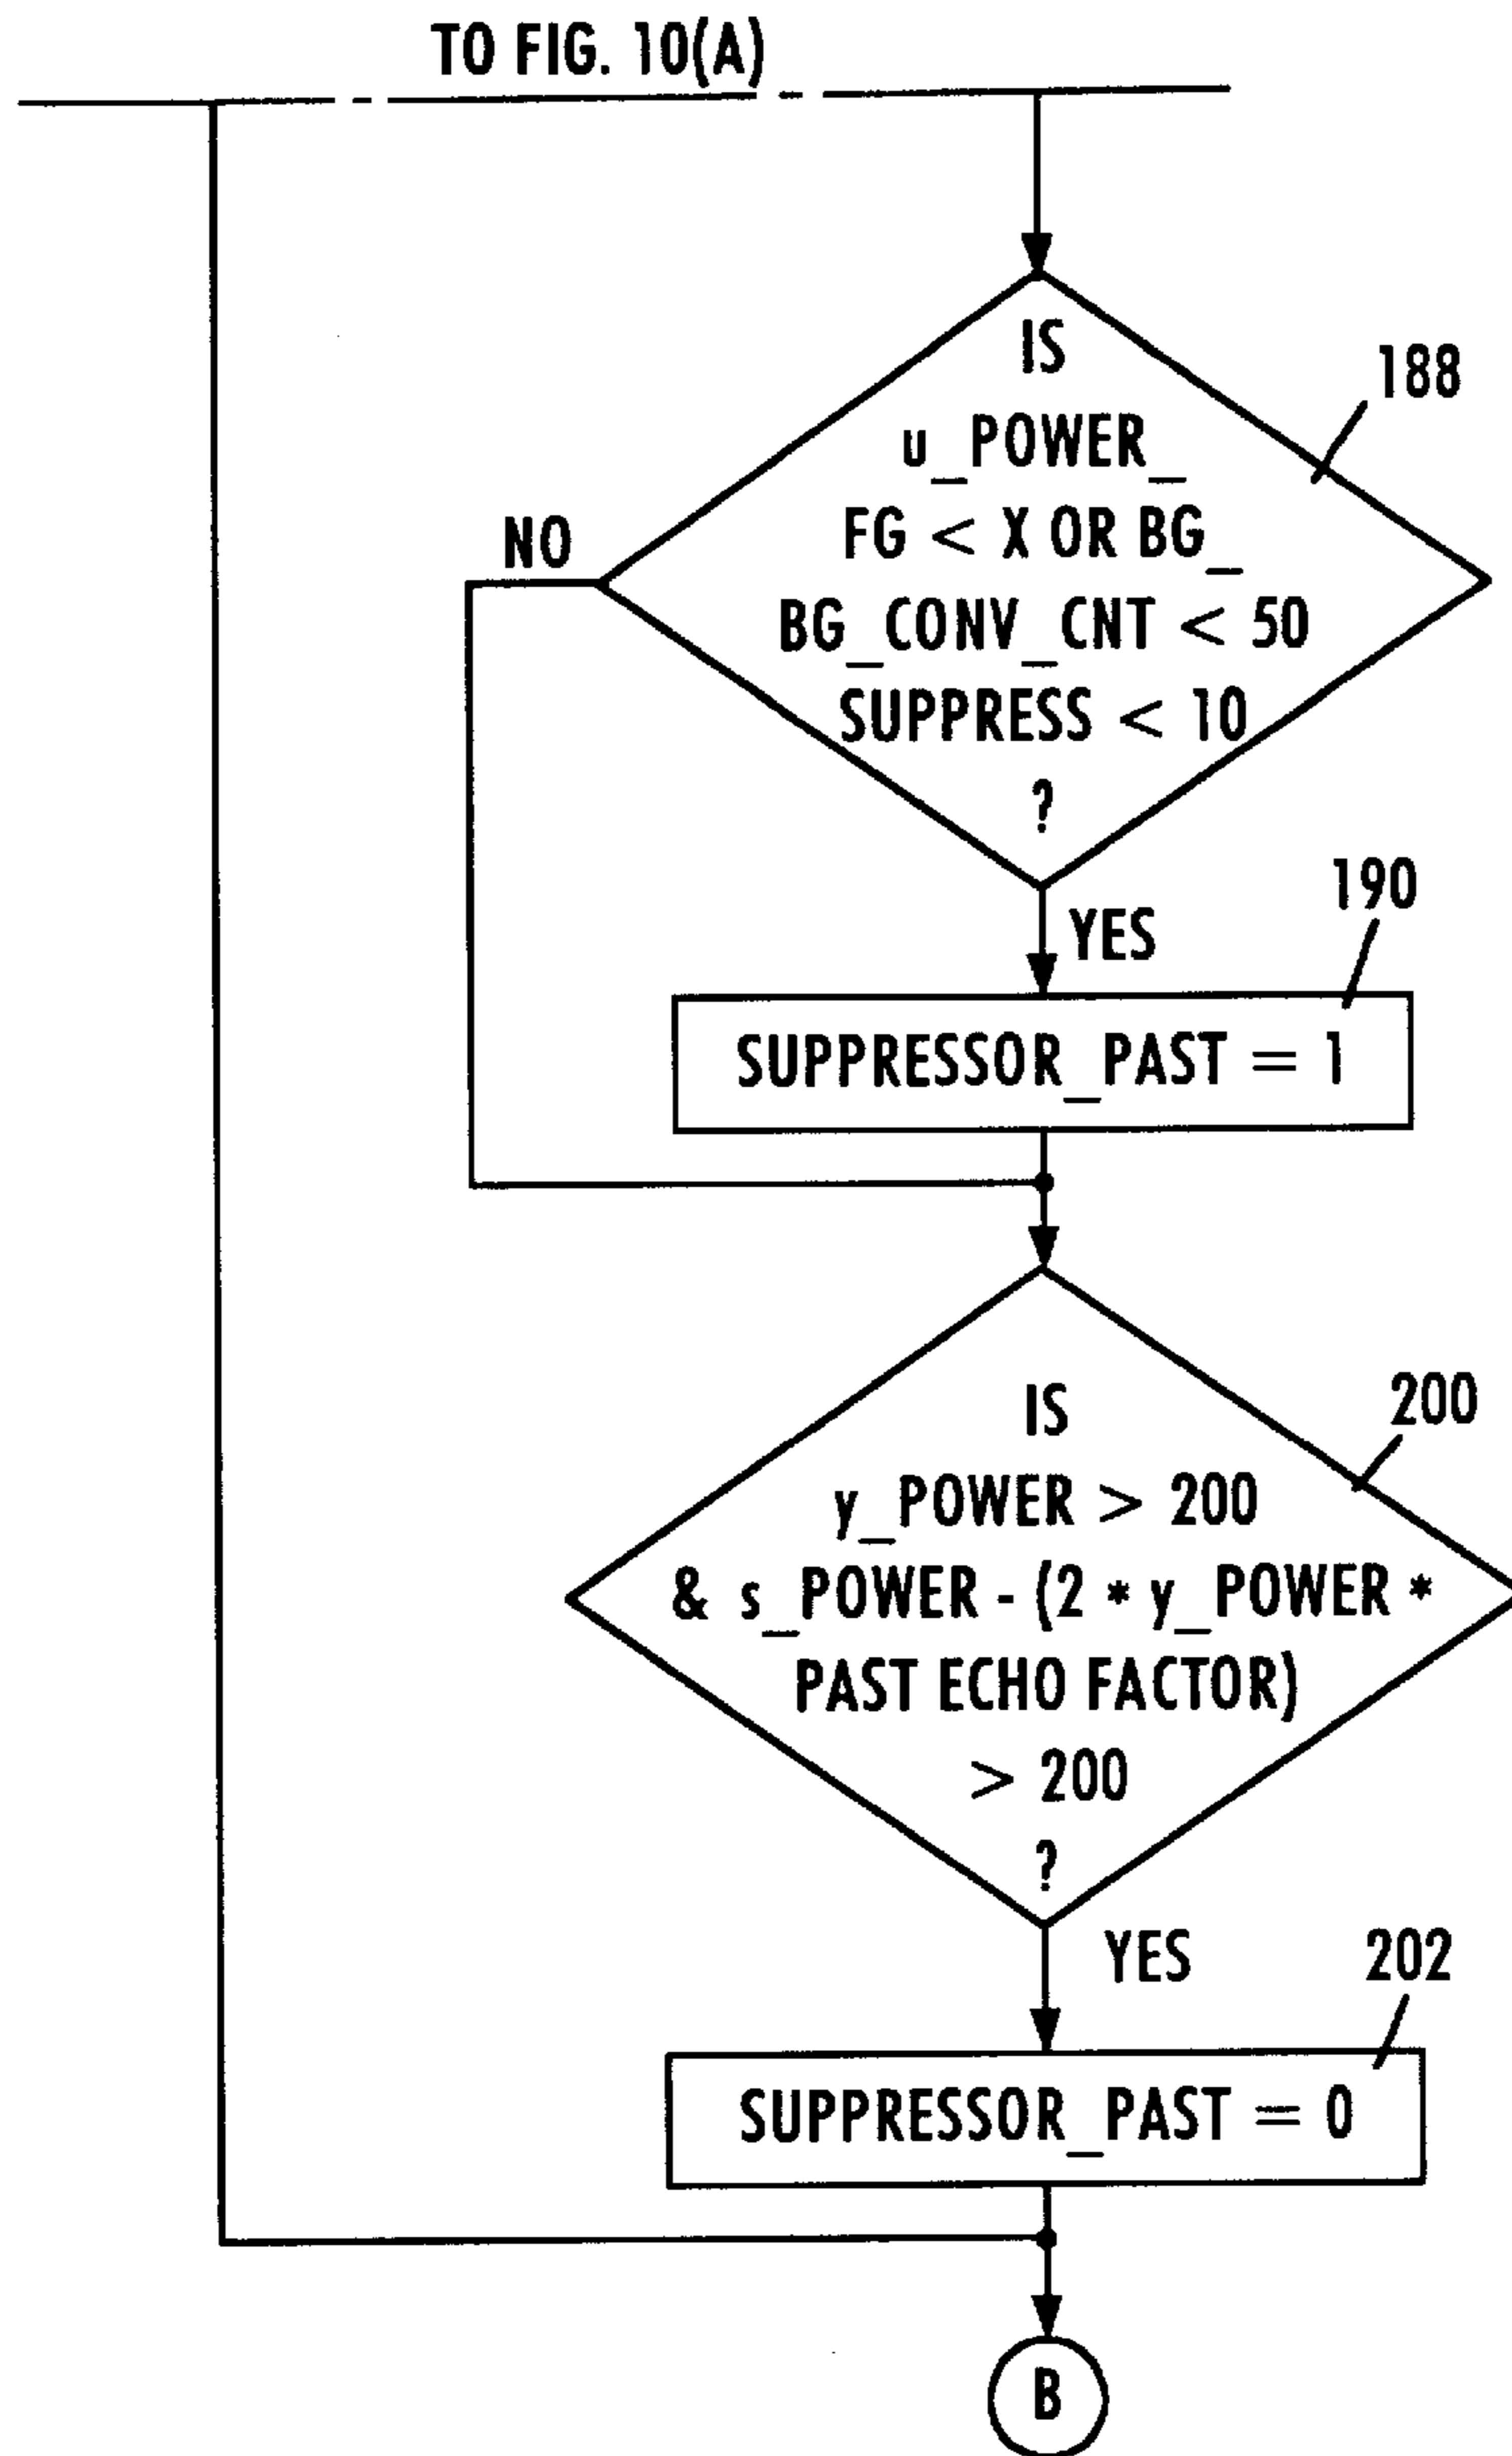 TO FIG. 10(A)
IS
u_POWER_
FG < X OR BG_
BG_CONV_CNT < 50
SUPPRESS < 10
?
188
NO
YES
190
SUPPRESSOR_PAST = 1
IS
y_POWER > 200
& s_POWER - (2 * y_POWER *
PAST ECHO FACTOR)
> 200
?
200
YES
202
SUPPRESSOR_PAST = 0
B